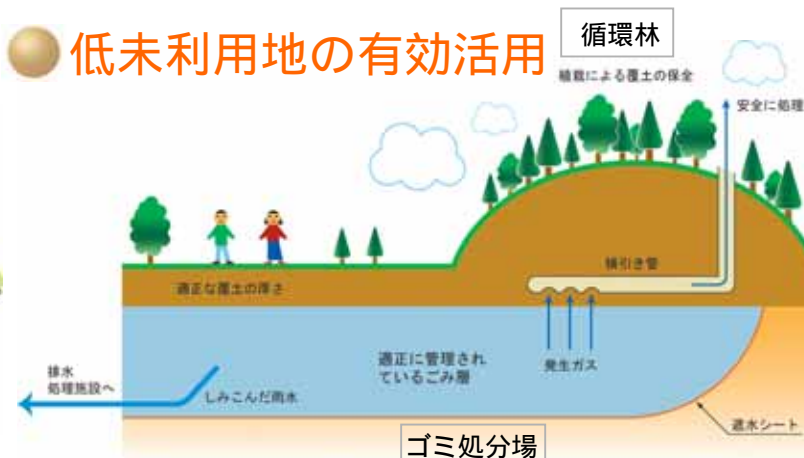 低未利用地の有効活用
循環林
植栽による覆土の保全
安全に処理
横引き管
適正な覆土の厚さ
適正に管理され
ているごみ層
発生ガス
排水
処理施設へ
しみこんだ雨水
遮水シート
ゴミ処分場